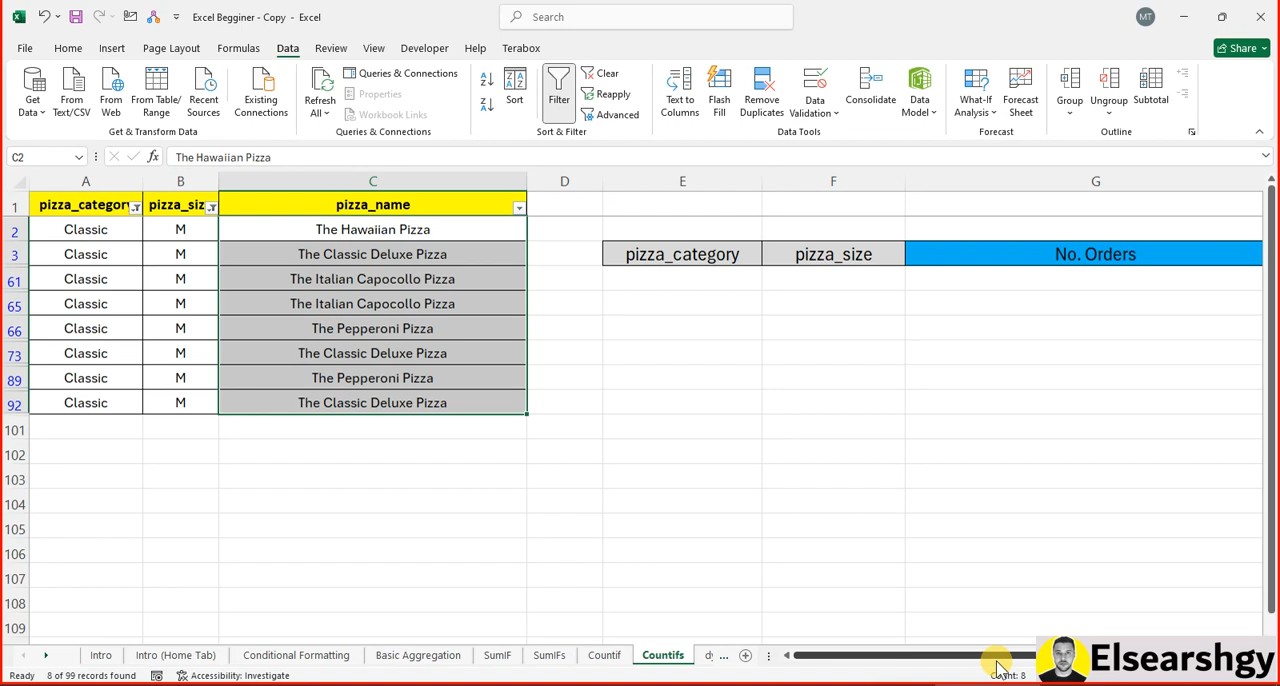 Excel Begginer - Copy - Excel
Search
MT
File Home Insert Page Layout Formulas Data Review View Developer Help Terabox
Share
Get Data
From Text/CSV
From Web
From Table/ Range
Recent Sources
Existing Connections
Get & Transform Data
Refresh All
Queries & Connections
Properties
Workbook Links
Queries & Connections
Sort
Filter
Clear
Reapply
Advanced
Sort & Filter
Text to Columns
Flash Fill
Remove Duplicates
Data Validation
Consolidate
Data Model
Data Tools
What-If Analysis
Forecast Sheet
Forecast
Group
Ungroup
Subtotal
Outline
C2 fx The Hawaiian Pizza
A B C D E F G
1 pizza_category pizza_siz pizza_name
2 Classic M The Hawaiian Pizza
3 Classic M The Classic Deluxe Pizza pizza_category pizza_size No. Orders
61 Classic M The Italian Capocollo Pizza
65 Classic M The Italian Capocollo Pizza
66 Classic M The Pepperoni Pizza
73 Classic M The Classic Deluxe Pizza
89 Classic M The Pepperoni Pizza
92 Classic M The Classic Deluxe Pizza
101
102
103
104
105
106
107
108
109
Intro Intro (Home Tab) Conditional Formatting Basic Aggregation SumIF SumIFs Countif Countifs ...
Elsearshgy
Ready 8 of 99 records found Accessibility: Investigate Count: 8